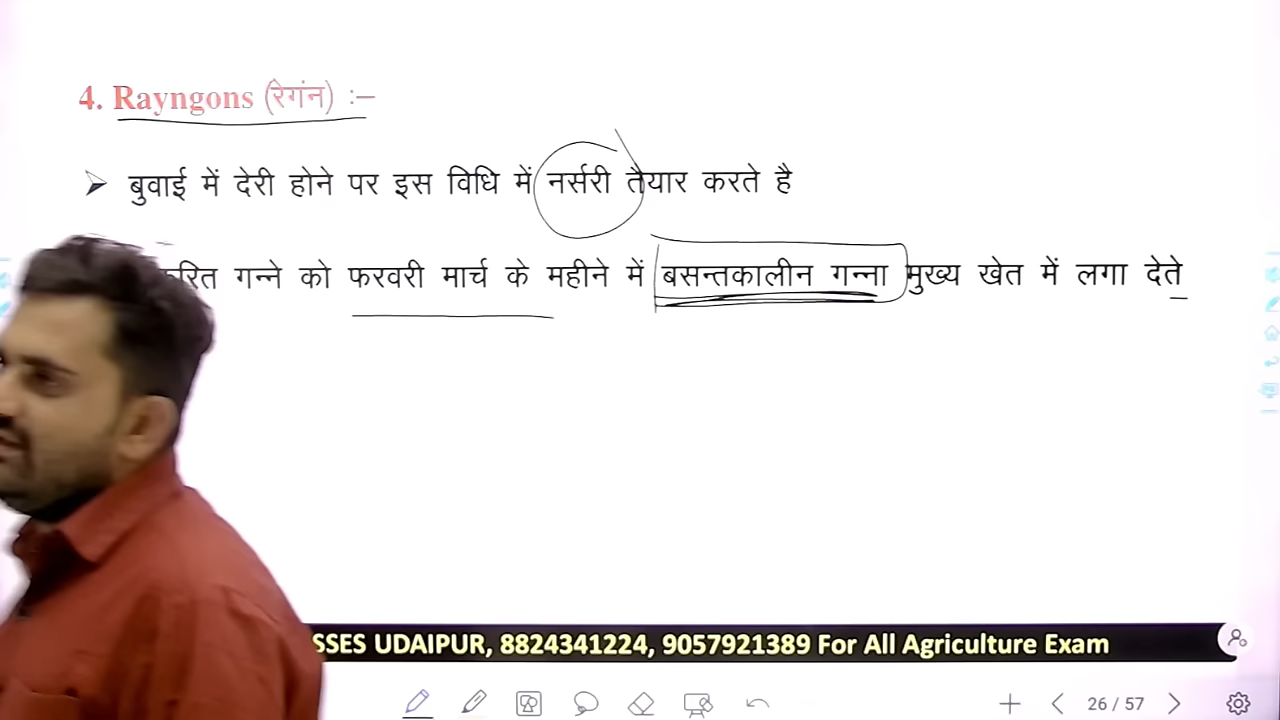 4. Rayngons (रेगंन) :–
➢ बुवाई में देरी होने पर इस विधि में नर्सरी तैयार करते है
गन्ने को फरवरी मार्च के महीने में बसन्तकालीन गन्ना मुख्य खेत में लगा देते
UDAIPUR, 8824341224, 9057921389 For All Agriculture Exam
26 / 57